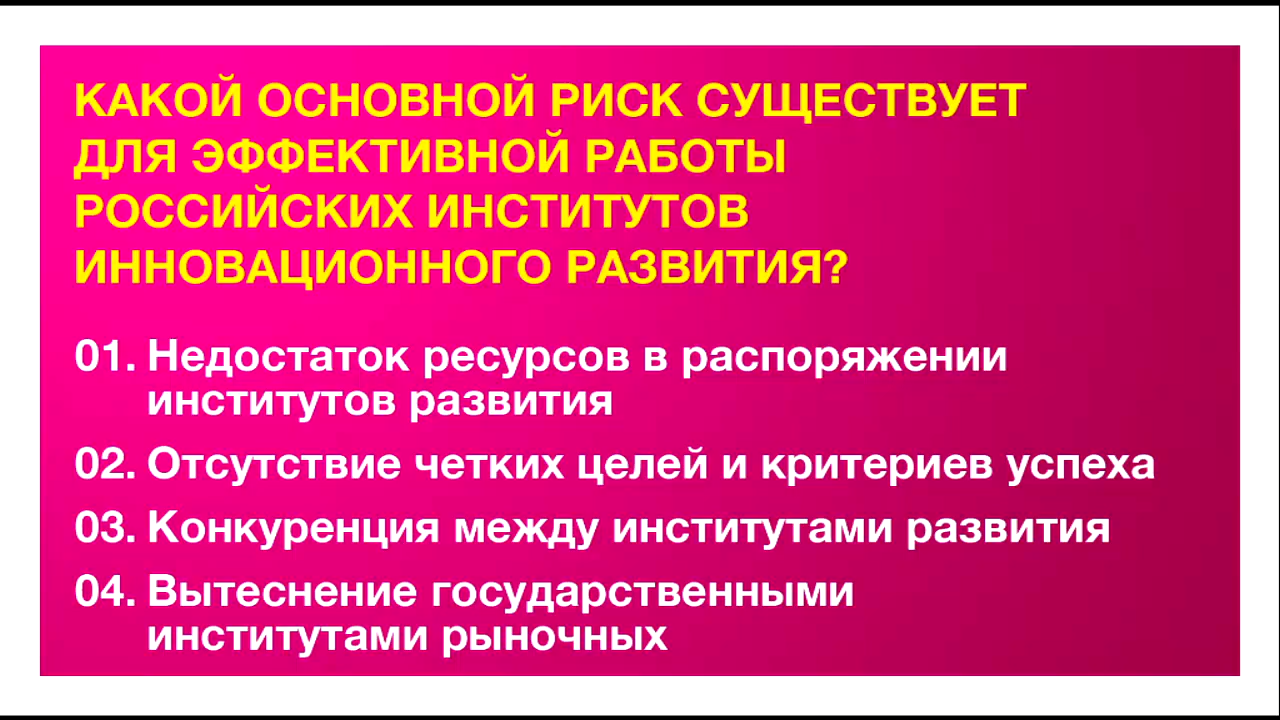 КАКОЙ ОСНОВНОЙ РИСК СУЩЕСТВУЕТ
ДЛЯ ЭФФЕКТИВНОЙ РАБОТЫ
РОССИЙСКИХ ИНСТИТУТОВ
ИННОВАЦИОННОГО РАЗВИТИЯ?
01. Недостаток ресурсов в распоряжении
институтов развития
02. Отсутствие четких целей и критериев успеха
03. Конкуренция между институтами развития
04. Вытеснение государственными
институтами рыночных